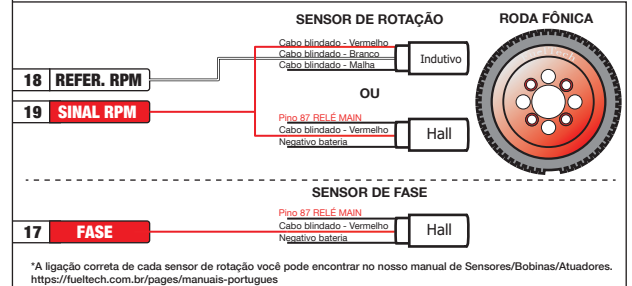 SENSOR DE ROTAÇÃO
RODA FÔNICA
Cabo blindado - Vermelho
Cabo blindado - Branco
Cabo blindado - Malha
Indutivo
18 REFER. RPM
OU
19 SINAL RPM
Pino 87 RELÉ MAIN
Cabo blindado - Vermelho
Negativo bateria
Hall
SENSOR DE FASE
Pino 87 RELÉ MAIN
Cabo blindado - Vermelho
Negativo bateria
Hall
17 FASE
*A ligação correta de cada sensor de rotação você pode encontrar no nosso manual de Sensores/Bobinas/Atuadores.
https://fueltech.com.br/pages/manuais-portugues